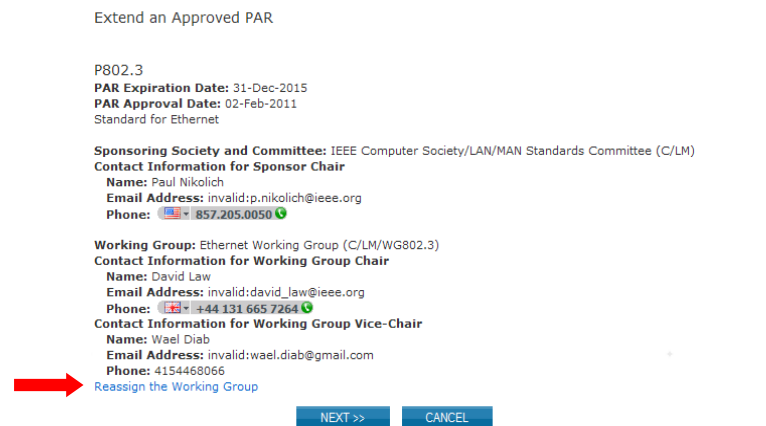 Extend an Approved PAR
P802.3
PAR Expiration Date: 31-Dec-2015
PAR Approval Date: 02-Feb-2011
Standard for Ethernet
Sponsoring Society and Committee: IEEE Computer Society/LAN/MAN Standards Committee (C/LM)
Contact Information for Sponsor Chair
Name: Paul Nikolich
Email Address: invalid:p.nikolich@ieee.org
Phone: 857.205.0050
Working Group: Ethernet Working Group (C/LM/WG802.3)
Contact Information for Working Group Chair
Name: David Law
Email Address: invalid:david_law@ieee.org
Phone: +44 131 665 7264
Contact Information for Working Group Vice-Chair
Name: Wael Diab
Email Address: invalid:wael.diab@gmail.com
Phone: 4154468066
Reassign the Working Group
NEXT >> CANCEL